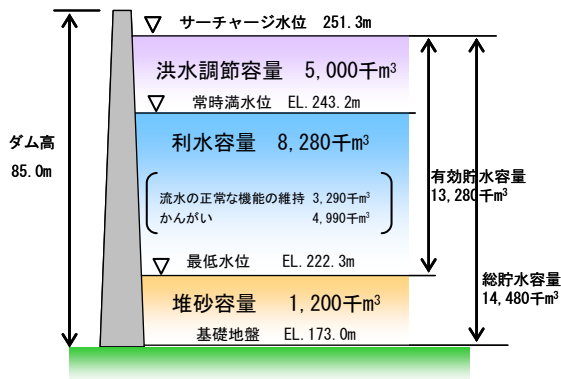 サーチャージ水位 251.3m
洪水調節容量 5,000千m³
常時満水位 EL.243.2m
ダム高
85.0m
利水容量 8,280千m³
流水の正常な機能の維持 3,290千m³
かんがい 4,990千m³
有効貯水容量
13,280千m³
最低水位 EL.222.3m
総貯水容量
14,480千m³
堆砂容量 1,200千m³
基礎地盤 EL.173.0m